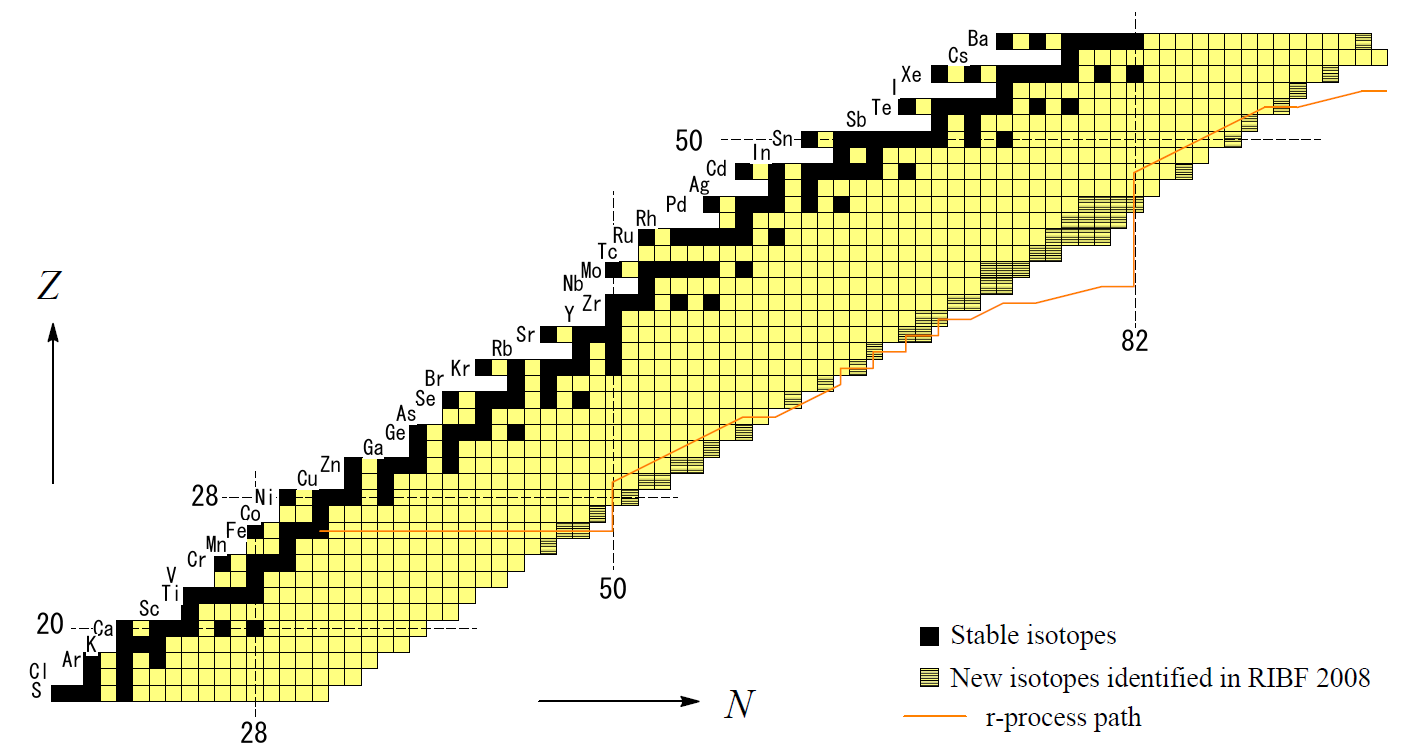 Ba
Cs
Xe
I
Te
Sb
50
Sn
In
Cd
Ag
Pd
Rh
Ru
Tc
Mo
Nb
Zr
Y
Sr
Rb
Kr
Br
Se
As
Ge
Ga
Zn
Cu
28
Ni
Co
Fe
Mn
Cr
V
Ti
Sc
20
Ca
K
Ar
Cl
S
Z
82
50
28
N
Stable isotopes
New isotopes identified in RIBF 2008
r-process path